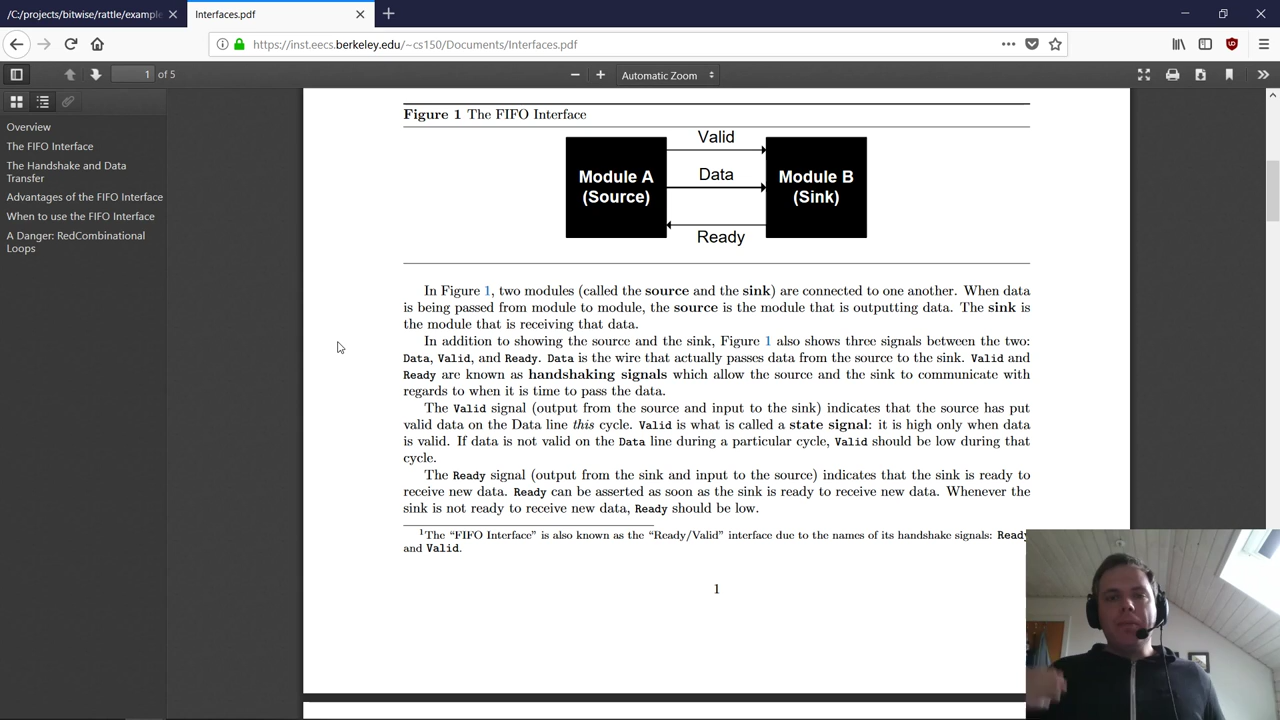 /C:/projects/bitwise/rattle/example
Interfaces.pdf
https://inst.eecs.berkeley.edu/~cs150/Documents/Interfaces.pdf
1 of 5
Automatic Zoom
Overview
The FIFO Interface
The Handshake and Data
Transfer
Advantages of the FIFO Interface
When to use the FIFO Interface
A Danger: RedCombinational
Loops
Figure 1 The FIFO Interface
Valid
Module A
(Source)
Data
Module B
(Sink)
Ready
In Figure 1, two modules (called the source and the sink) are connected to one another. When data
is being passed from module to module, the source is the module that is outputting data. The sink is
the module that is receiving that data.
In addition to showing the source and the sink, Figure 1 also shows three signals between the two:
Data, Valid, and Ready. Data is the wire that actually passes data from the source to the sink. Valid and
Ready are known as handshaking signals which allow the source and the sink to communicate with
regards to when it is time to pass the data.
The Valid signal (output from the source and input to the sink) indicates that the source has put
valid data on the Data line this cycle. Valid is what is called a state signal: it is high only when data
is valid. If data is not valid on the Data line during a particular cycle, Valid should be low during that
cycle.
The Ready signal (output from the sink and input to the source) indicates that the sink is ready to
receive new data. Ready can be asserted as soon as the sink is ready to receive new data. Whenever the
sink is not ready to receive new data, Ready should be low.
1The “FIFO Interface” is also known as the “Ready/Valid” interface due to the names of its handshake signals: Ready
and Valid.
1